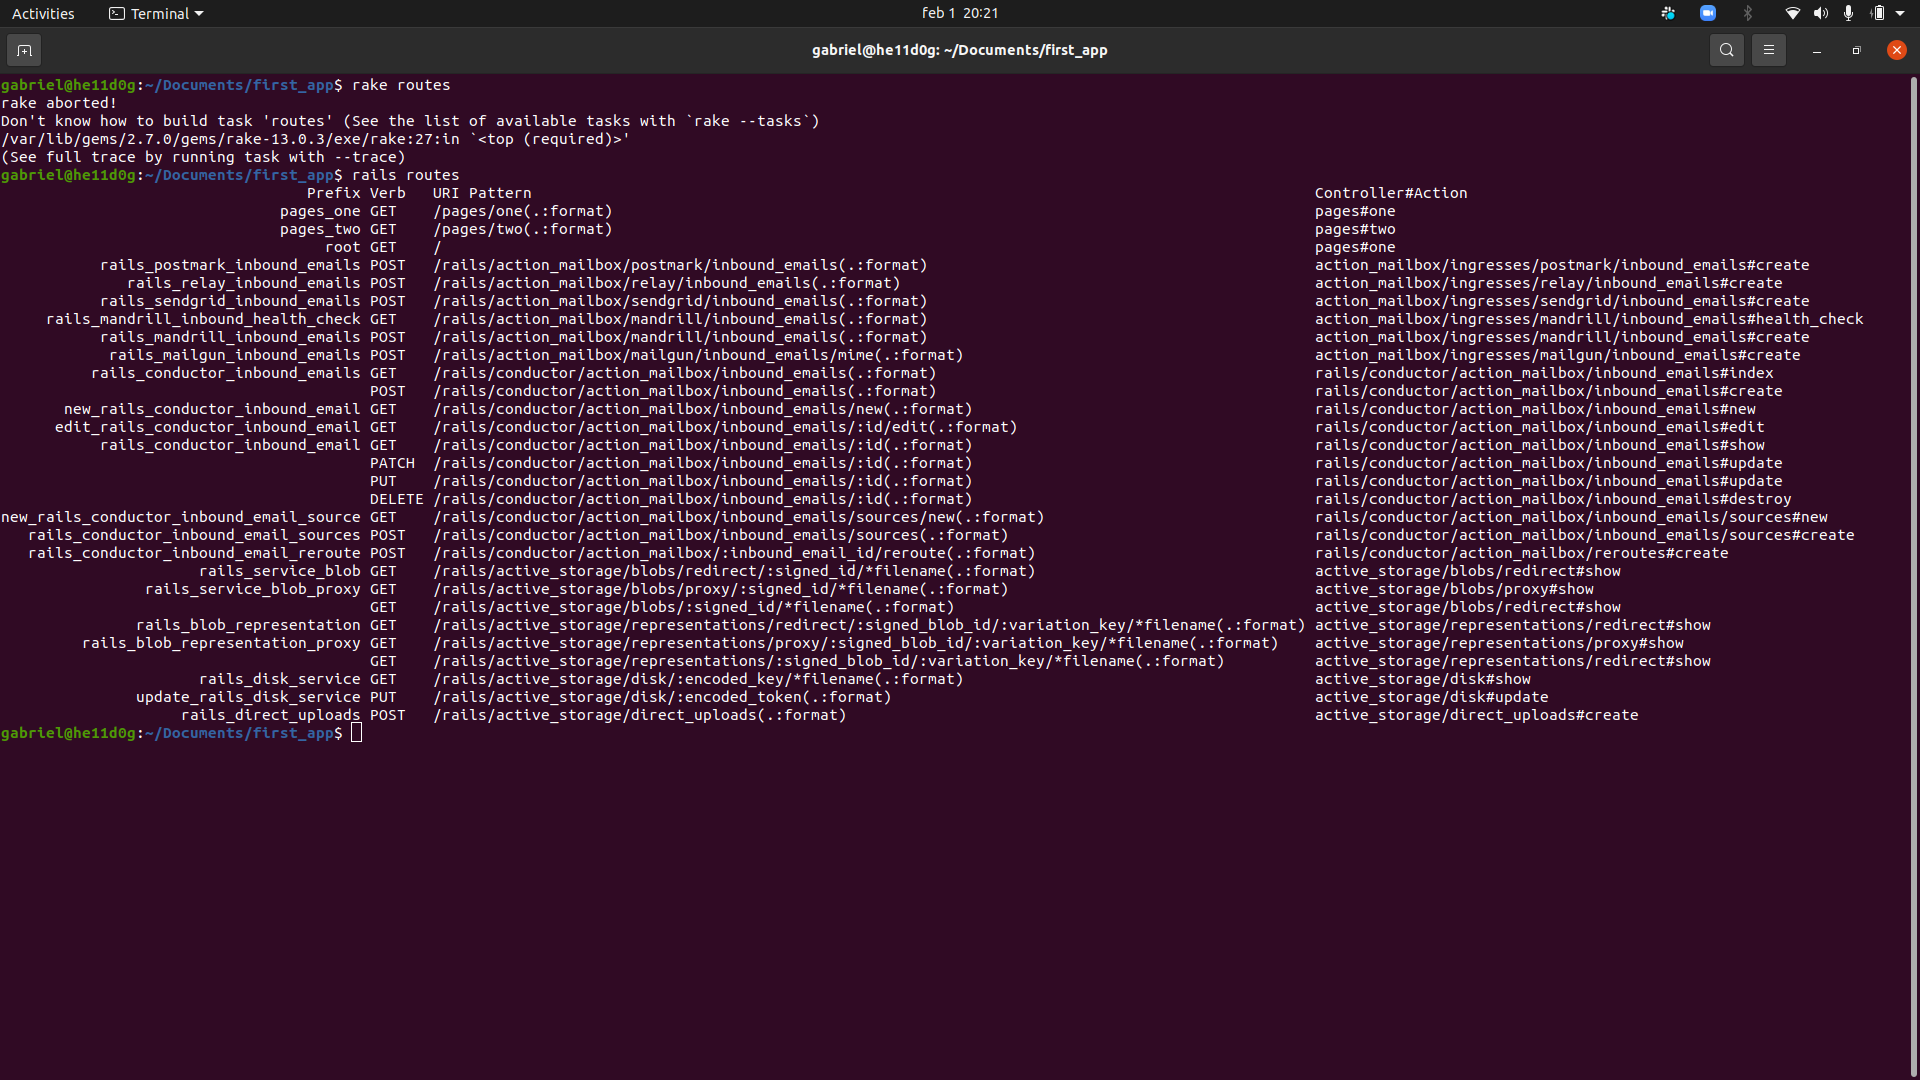 Activities Terminal feb 1 20:21
gabriel@he11d0g: ~/Documents/first_app
gabriel@he11d0g:~/Documents/first_app$ rake routes
rake aborted!
Don't know how to build task 'routes' (See the list of available tasks with `rake --tasks`)
/var/lib/gems/2.7.0/gems/rake-13.0.3/exe/rake:27:in `<top (required)>'
(See full trace by running task with --trace)
gabriel@he11d0g:~/Documents/first_app$ rails routes
Prefix Verb URI Pattern Controller#Action
pages_one GET /pages/one(.:format) pages#one
pages_two GET /pages/two(.:format) pages#two
root GET / pages#one
rails_postmark_inbound_emails POST /rails/action_mailbox/postmark/inbound_emails(.:format) action_mailbox/ingresses/postmark/inbound_emails#create
rails_relay_inbound_emails POST /rails/action_mailbox/relay/inbound_emails(.:format) action_mailbox/ingresses/relay/inbound_emails#create
rails_sendgrid_inbound_emails POST /rails/action_mailbox/sendgrid/inbound_emails(.:format) action_mailbox/ingresses/sendgrid/inbound_emails#create
rails_mandrill_inbound_health_check GET /rails/action_mailbox/mandrill/inbound_emails(.:format) action_mailbox/ingresses/mandrill/inbound_emails#health_check
rails_mandrill_inbound_emails POST /rails/action_mailbox/mandrill/inbound_emails(.:format) action_mailbox/ingresses/mandrill/inbound_emails#create
rails_mailgun_inbound_emails POST /rails/action_mailbox/mailgun/inbound_emails/mime(.:format) action_mailbox/ingresses/mailgun/inbound_emails#create
rails_conductor_inbound_emails GET /rails/conductor/action_mailbox/inbound_emails(.:format) rails/conductor/action_mailbox/inbound_emails#index
POST /rails/conductor/action_mailbox/inbound_emails(.:format) rails/conductor/action_mailbox/inbound_emails#create
new_rails_conductor_inbound_email GET /rails/conductor/action_mailbox/inbound_emails/new(.:format) rails/conductor/action_mailbox/inbound_emails#new
edit_rails_conductor_inbound_email GET /rails/conductor/action_mailbox/inbound_emails/:id/edit(.:format) rails/conductor/action_mailbox/inbound_emails#edit
rails_conductor_inbound_email GET /rails/conductor/action_mailbox/inbound_emails/:id(.:format) rails/conductor/action_mailbox/inbound_emails#show
PATCH /rails/conductor/action_mailbox/inbound_emails/:id(.:format) rails/conductor/action_mailbox/inbound_emails#update
PUT /rails/conductor/action_mailbox/inbound_emails/:id(.:format) rails/conductor/action_mailbox/inbound_emails#update
DELETE /rails/conductor/action_mailbox/inbound_emails/:id(.:format) rails/conductor/action_mailbox/inbound_emails#destroy
new_rails_conductor_inbound_email_source GET /rails/conductor/action_mailbox/inbound_emails/sources/new(.:format) rails/conductor/action_mailbox/inbound_emails/sources#new
rails_conductor_inbound_email_sources POST /rails/conductor/action_mailbox/inbound_emails/sources(.:format) rails/conductor/action_mailbox/inbound_emails/sources#create
rails_conductor_inbound_email_reroute POST /rails/conductor/action_mailbox/:inbound_email_id/reroute(.:format) rails/conductor/action_mailbox/reroutes#create
rails_service_blob GET /rails/active_storage/blobs/redirect/:signed_id/*filename(.:format) active_storage/blobs/redirect#show
rails_service_blob_proxy GET /rails/active_storage/blobs/proxy/:signed_id/*filename(.:format) active_storage/blobs/proxy#show
GET /rails/active_storage/blobs/:signed_id/*filename(.:format) active_storage/blobs/redirect#show
rails_blob_representation GET /rails/active_storage/representations/redirect/:signed_blob_id/:variation_key/*filename(.:format) active_storage/representations/redirect#show
rails_blob_representation_proxy GET /rails/active_storage/representations/proxy/:signed_blob_id/:variation_key/*filename(.:format) active_storage/representations/proxy#show
GET /rails/active_storage/representations/:signed_blob_id/:variation_key/*filename(.:format) active_storage/representations/redirect#show
rails_disk_service GET /rails/active_storage/disk/:encoded_key/*filename(.:format) active_storage/disk#show
update_rails_disk_service PUT /rails/active_storage/disk/:encoded_token(.:format) active_storage/disk#update
rails_direct_uploads POST /rails/active_storage/direct_uploads(.:format) active_storage/direct_uploads#create
gabriel@he11d0g:~/Documents/first_app$